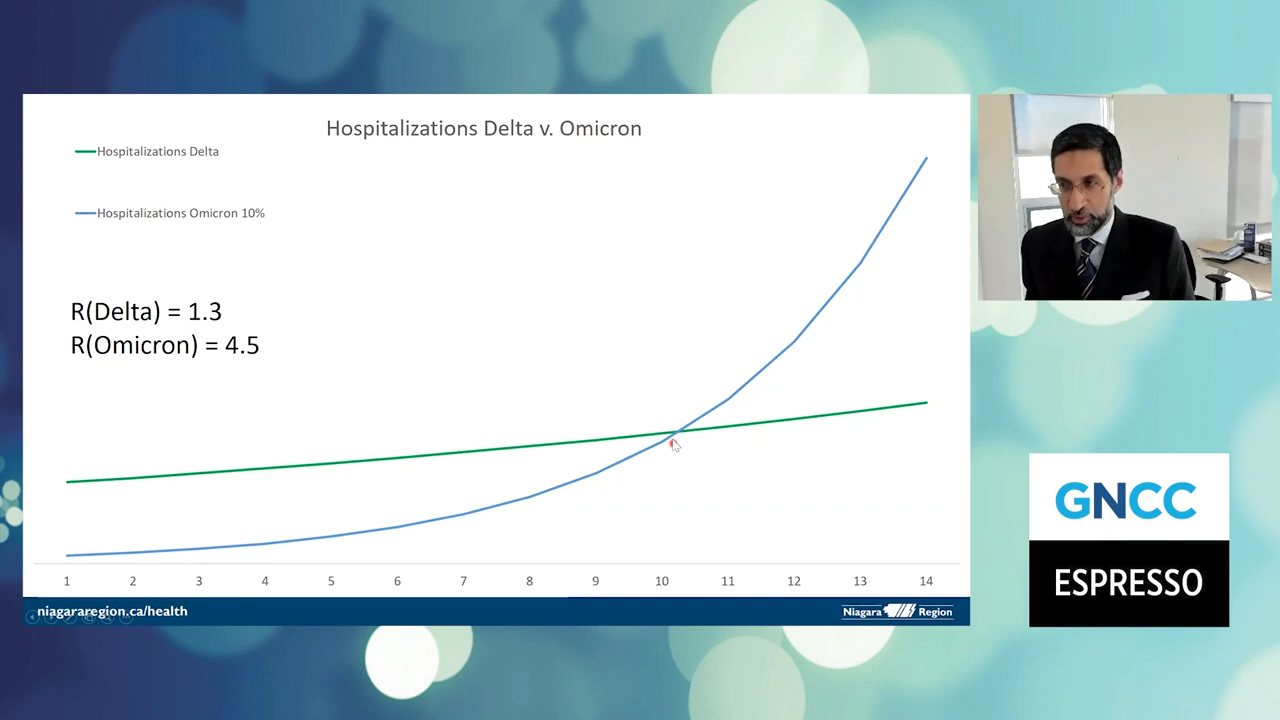 Hospitalizations Delta v. Omicron
Hospitalizations Delta
Hospitalizations Omicron 10%
R(Delta) = 1.3
R(Omicron) = 4.5
1 2 3 4 5 6 7 8 9 10 11 12 13 14
niagararegion.ca/health
Niagara Region
GNCC
ESPRESSO